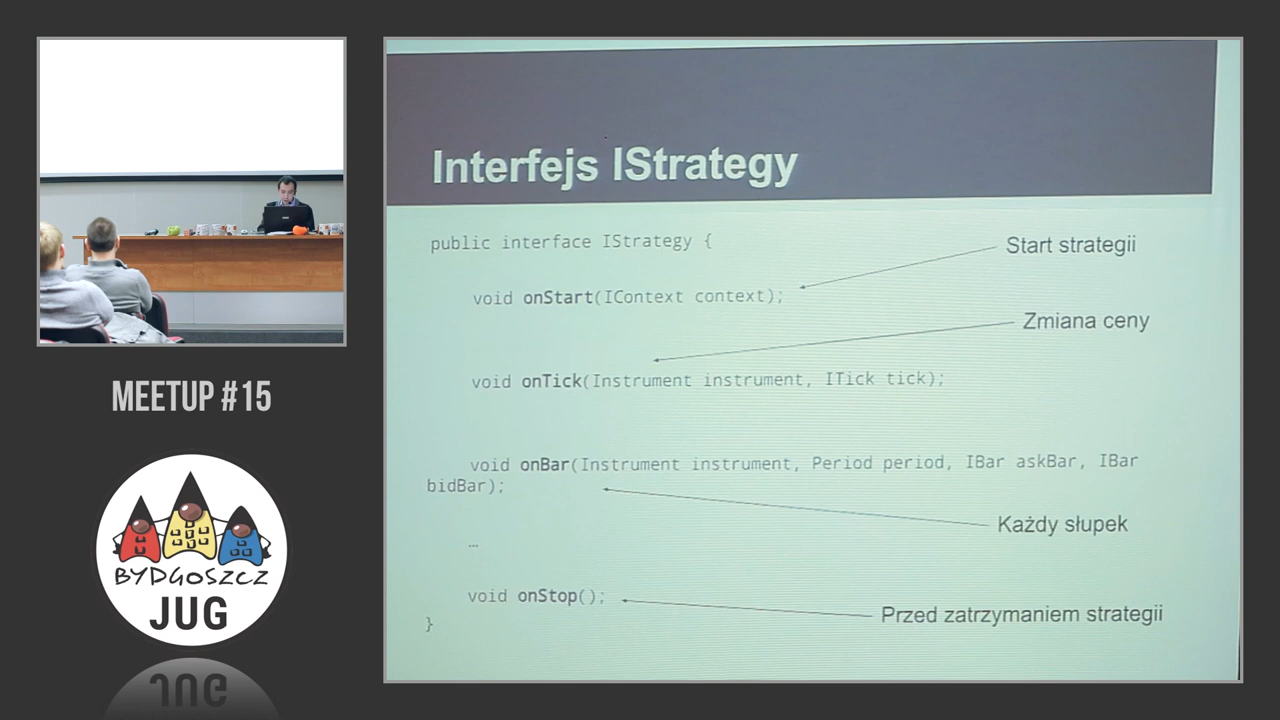 MEETUP #15
BYDGOSZCZ
JUG
Interfejs IStrategy
public interface IStrategy {
Start strategii
void onStart(IContext context);
Zmiana ceny
void onTick(Instrument instrument, ITick tick);
void onBar(Instrument instrument, Period period, IBar askBar, IBar
bidBar);
Każdy słupek
…
void onStop();
Przed zatrzymaniem strategii
}